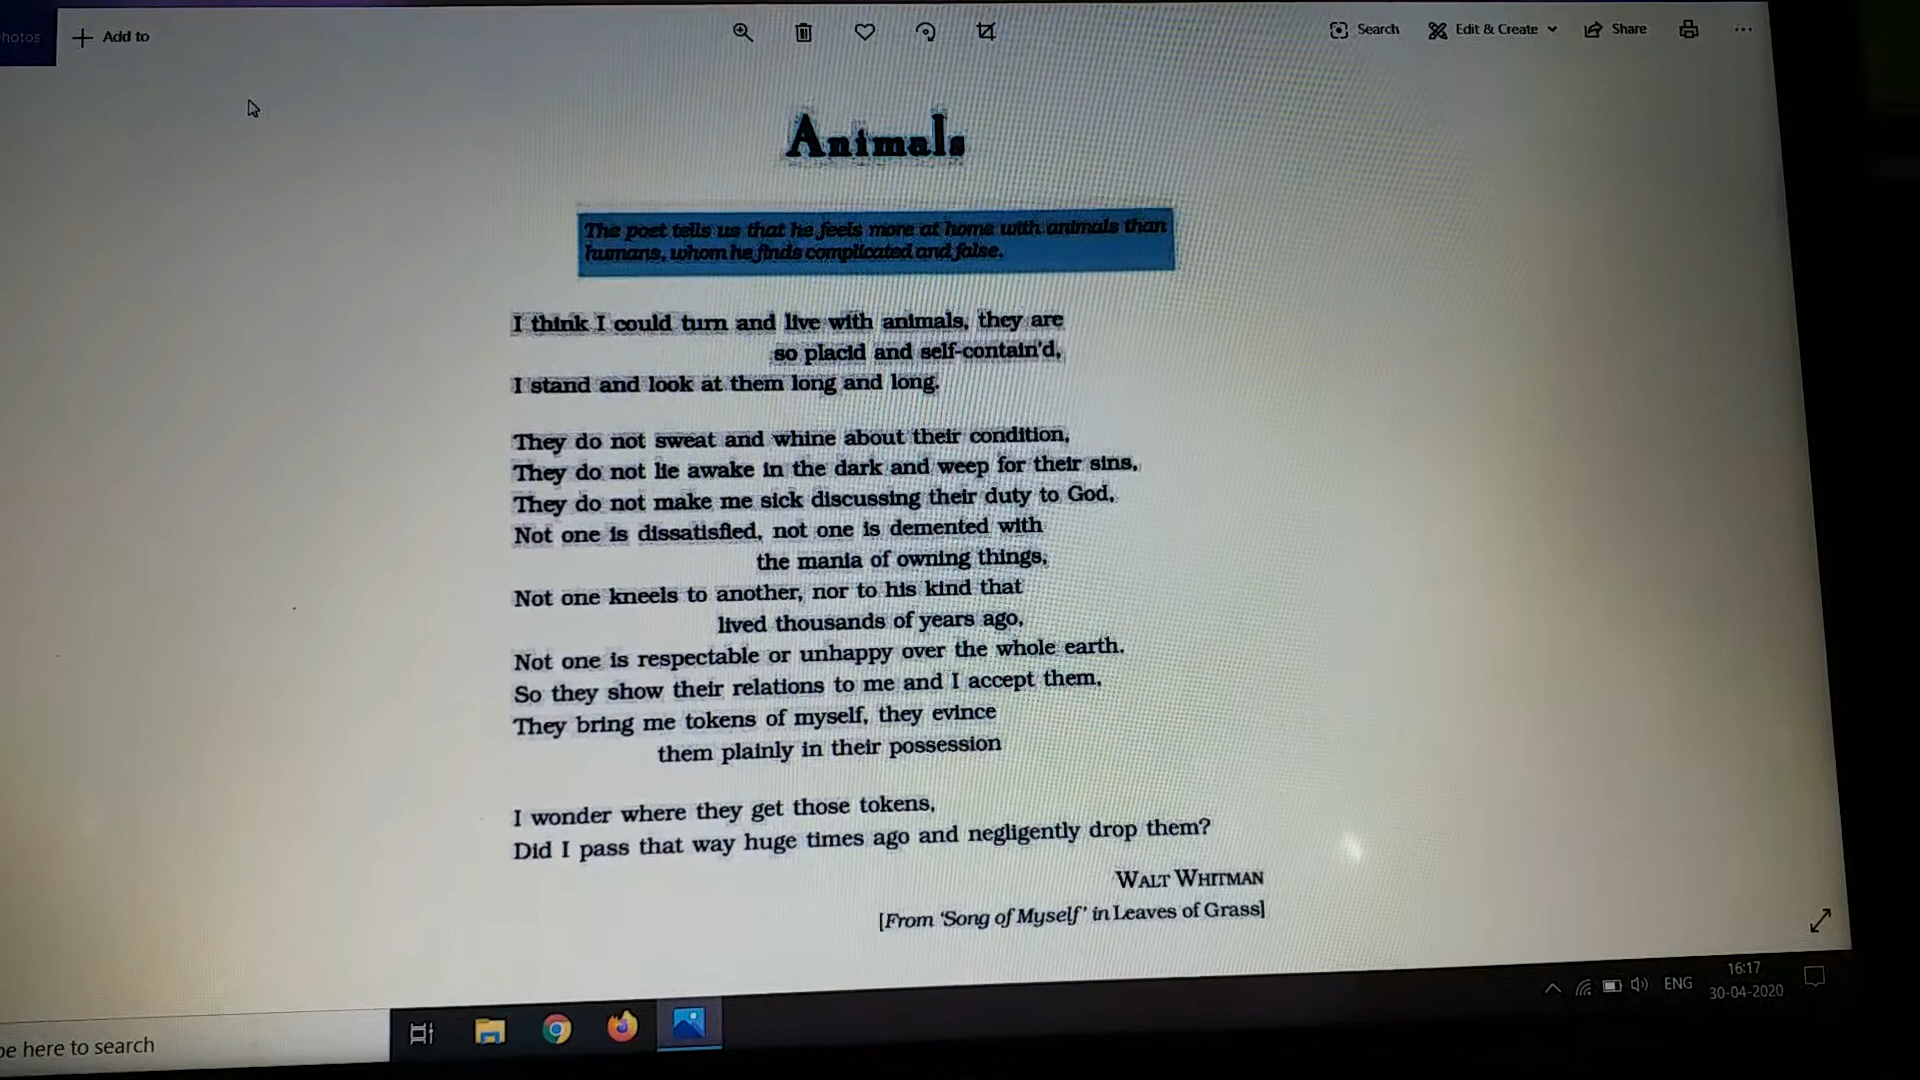 hotos
Add to
Search
Edit & Create
Share
Animals
The poet tells us that he feels more at home with animals than
humans, whom he finds complicated and false.
I think I could turn and live with animals, they are
so placid and self-contain'd,
I stand and look at them long and long.
They do not sweat and whine about their condition,
They do not lie awake in the dark and weep for their sins,
They do not make me sick discussing their duty to God,
Not one is dissatisfied, not one is demented with
the mania of owning things,
Not one kneels to another, nor to his kind that
lived thousands of years ago,
Not one is respectable or unhappy over the whole earth.
So they show their relations to me and I accept them,
They bring me tokens of myself, they evince
them plainly in their possession
I wonder where they get those tokens,
Did I pass that way huge times ago and negligently drop them?
WALT WHITMAN
[From 'Song of Myself' in Leaves of Grass]
pe here to search
ENG
16:17
30-04-2020